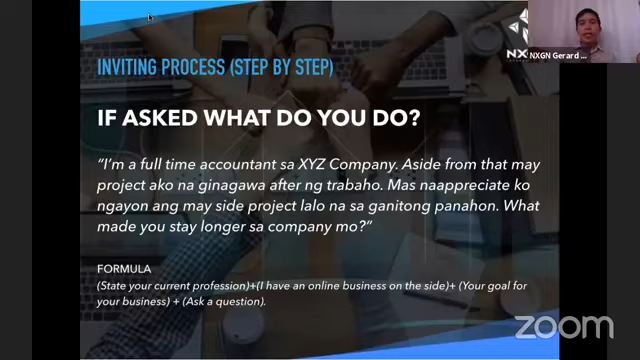 NXGN Gerard ...
INVITING PROCESS (STEP BY STEP)
IF ASKED WHAT DO YOU DO?
"I'm a full time accountant sa XYZ Company. Aside from that may
project ako na ginagawa after ng trabaho. Mas naappreciate ko
ngayon ang may side project lalo na sa ganitong panahon. What
made you stay longer sa company mo?"
FORMULA
(State your current profession)+(I have an online business on the side)+ (Your goal for
your business) + (Ask a question).
zoom